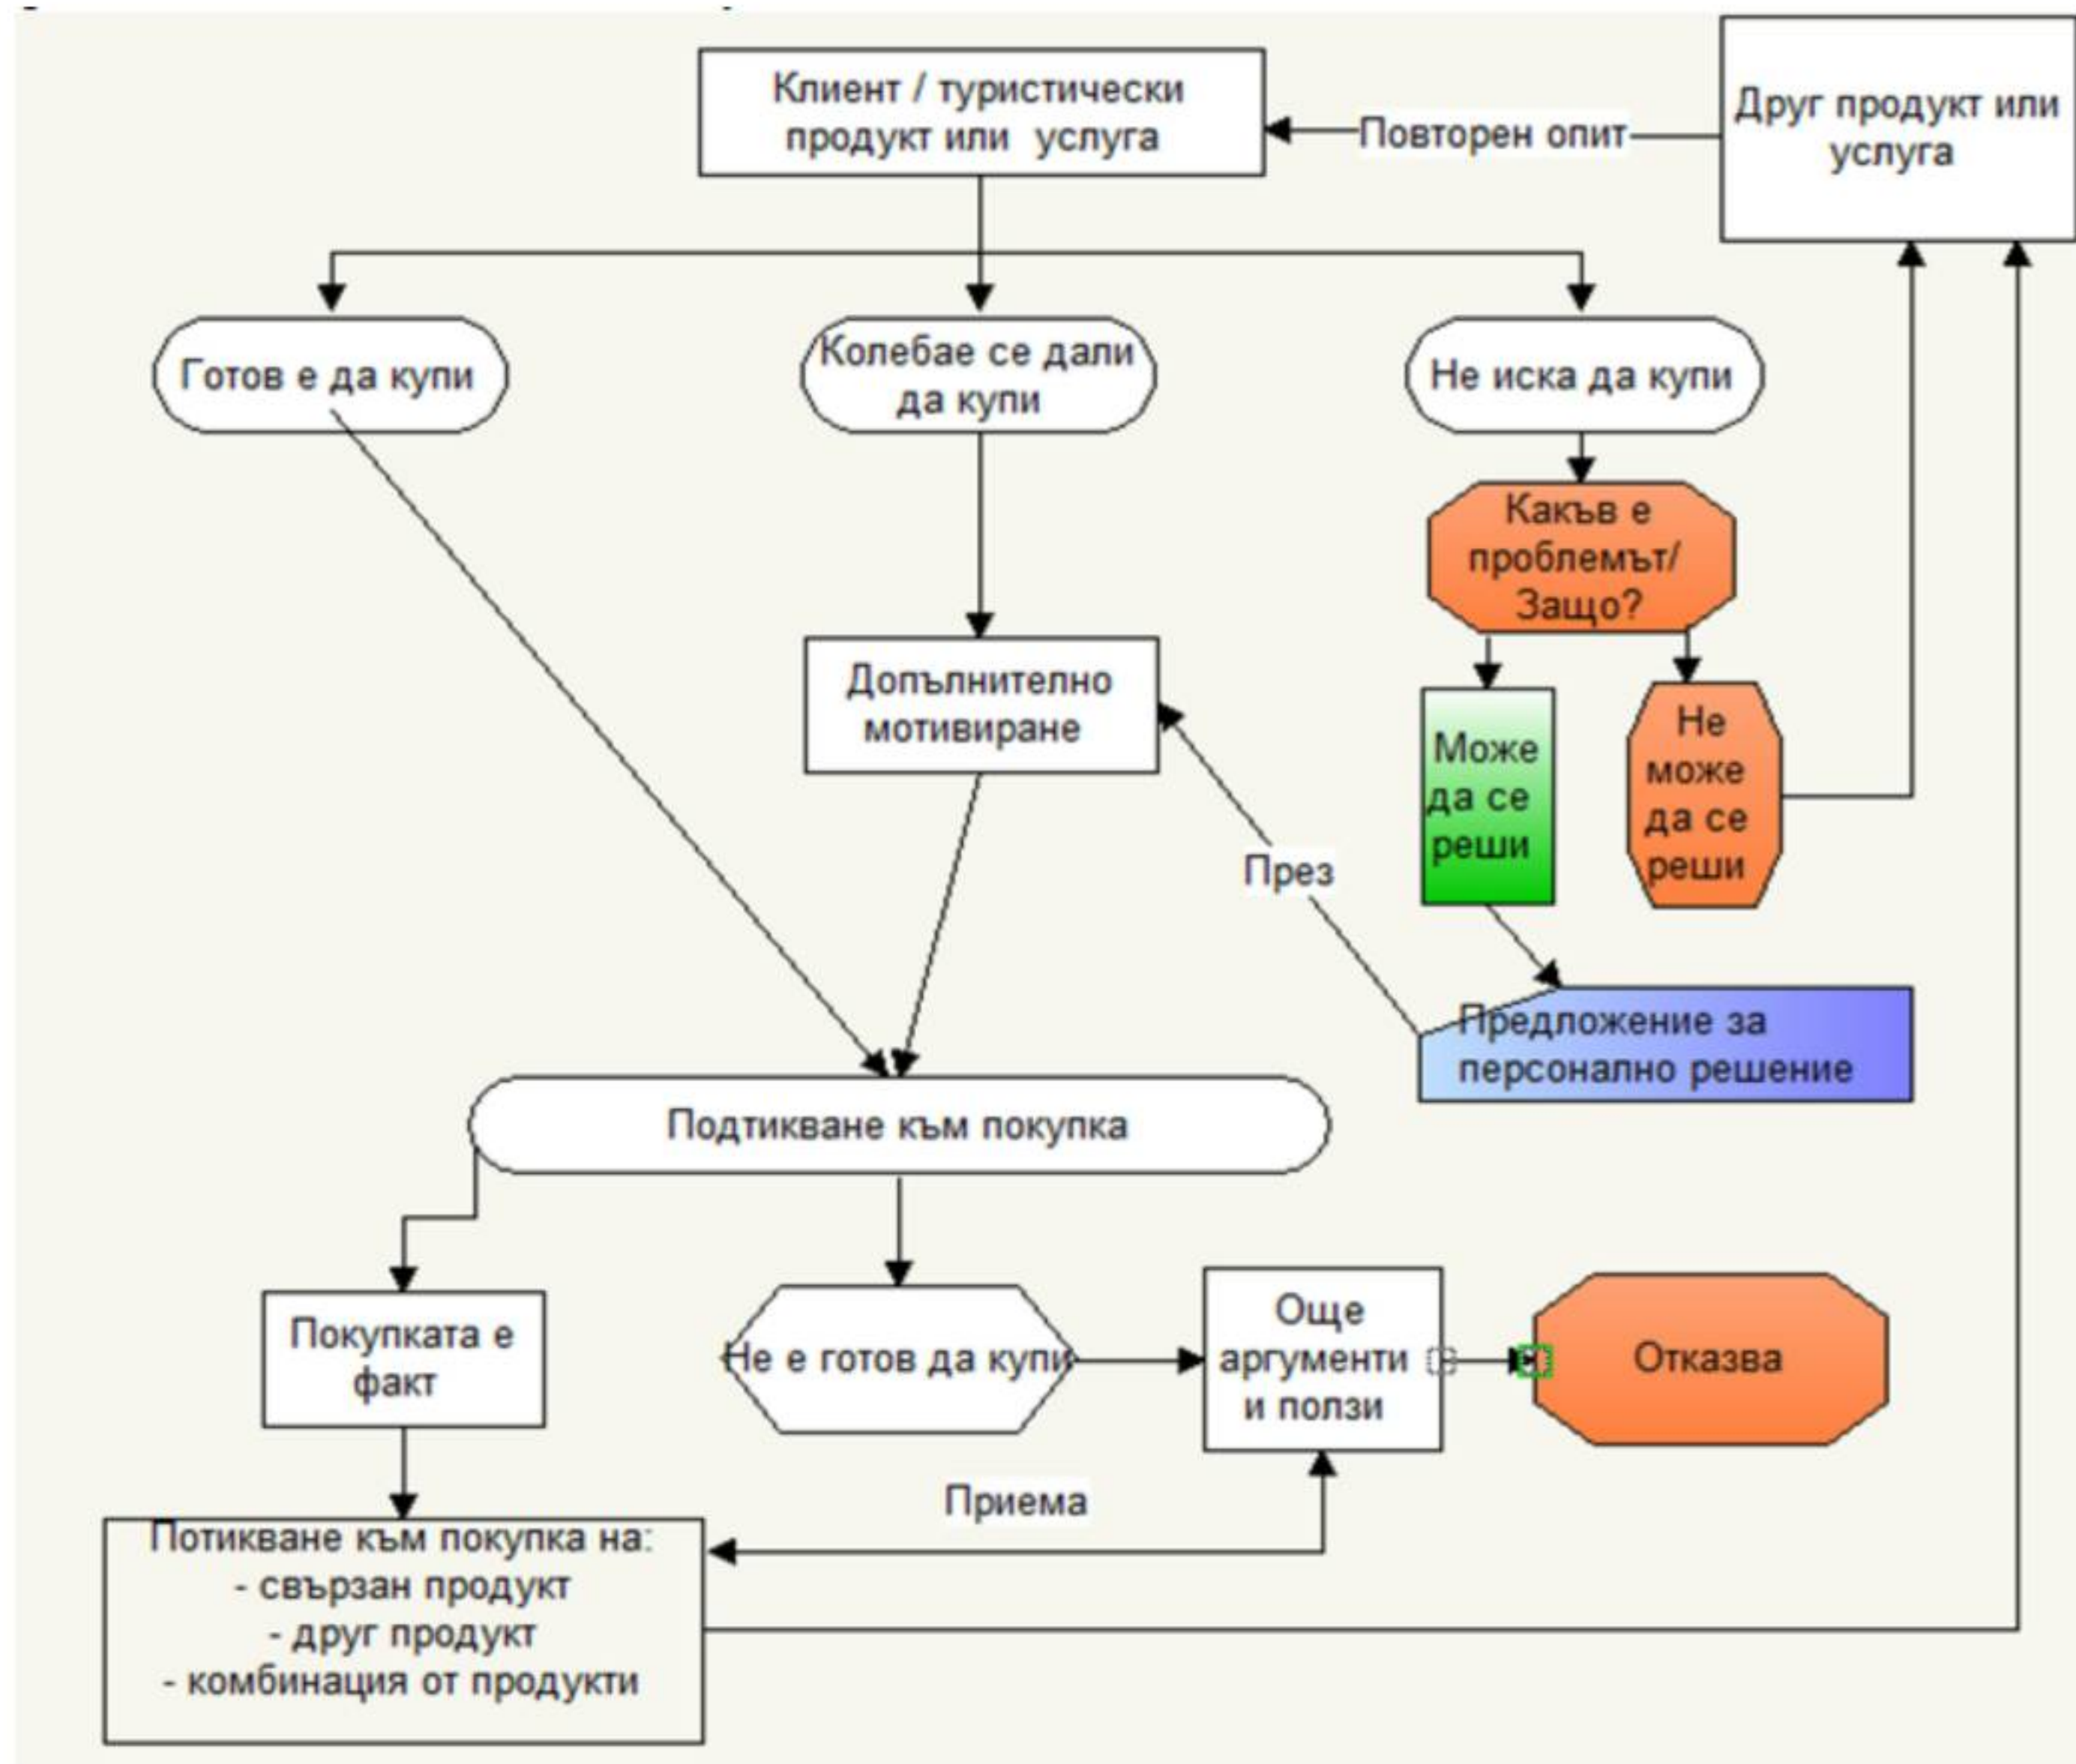 Клиент / туристически
продукт или услуга
Повторен опит
Друг продукт или
услуга
Готов е да купи
Колебае се дали
да купи
Не иска да купи
Какъв е
проблемът/
Защо?
Допълнително
мотивиране
Може
да се
реши
Не
може
да се
реши
През
Предложение за
персонално решение
Подтикване към покупка
Покупката е
факт
Не е готов да купи
Още
аргументи
и ползи
Отказва
Приема
Потикване към покупка на:
- свързан продукт
- друг продукт
- комбинация от продукти